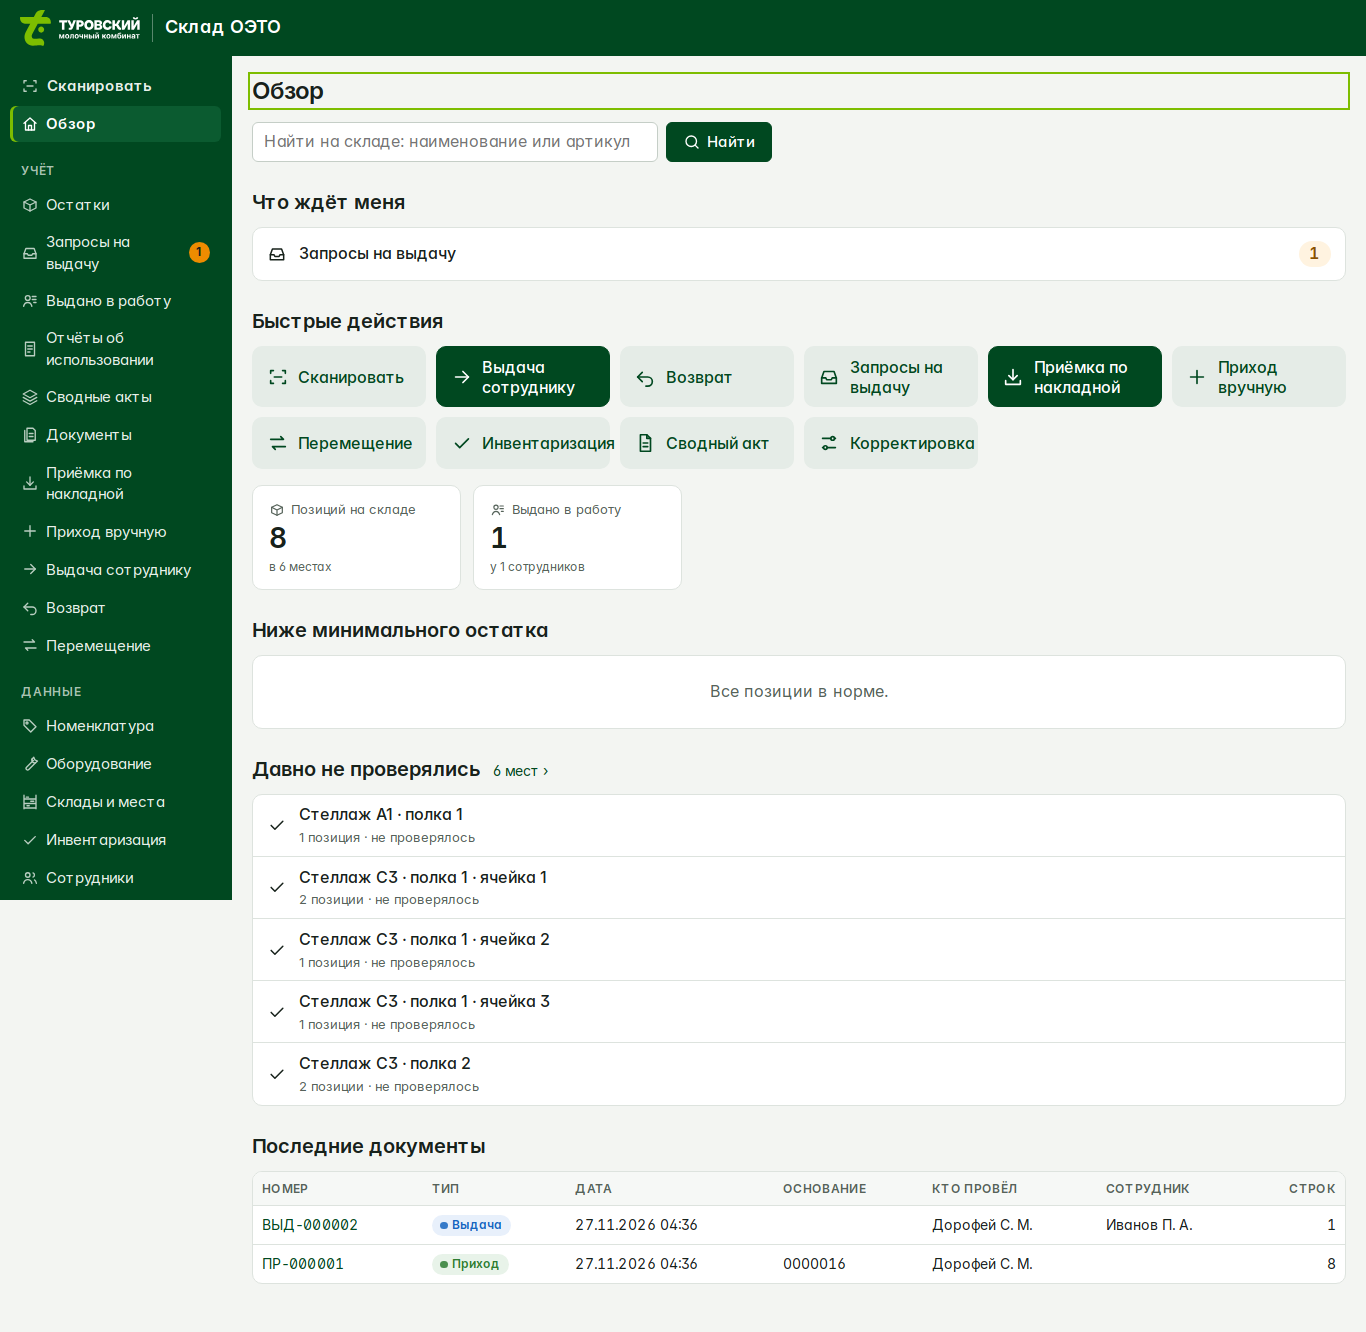 ТУРОВСКИЙ
молочный комбинат
Склад ОЭТО
Сканировать
Обзор
УЧЁТ
Остатки
Запросы на
выдачу
1
Выдано в работу
Отчёты об
использовании
Сводные акты
Документы
Приёмка по
накладной
Приход вручную
Выдача сотруднику
Возврат
Перемещение
ДАННЫЕ
Номенклатура
Оборудование
Склады и места
Инвентаризация
Сотрудники
Обзор
Найти на складе: наименование или артикул
Найти
Что ждёт меня
Запросы на выдачу 1
Быстрые действия
Сканировать
Выдача
сотруднику
Возврат
Запросы на
выдачу
Приёмка по
накладной
Приход
вручную
Перемещение
Инвентаризация
Сводный акт
Корректировка
Позиций на складе
8
в 6 местах
Выдано в работу
1
у 1 сотрудников
Ниже минимального остатка
Все позиции в норме.
Давно не проверялись 6 мест ›
Стеллаж А1 · полка 1
1 позиция · не проверялось
Стеллаж С3 · полка 1 · ячейка 1
2 позиции · не проверялось
Стеллаж С3 · полка 1 · ячейка 2
1 позиция · не проверялось
Стеллаж С3 · полка 1 · ячейка 3
1 позиция · не проверялось
Стеллаж С3 · полка 2
2 позиции · не проверялось
Последние документы
НОМЕР ТИП ДАТА ОСНОВАНИЕ КТО ПРОВЁЛ СОТРУДНИК СТРОК
ВЫД-000002 Выдача 27.11.2026 04:36 Дорофей С. М. Иванов П. А. 1
ПР-000001 Приход 27.11.2026 04:36 0000016 Дорофей С. М. 8